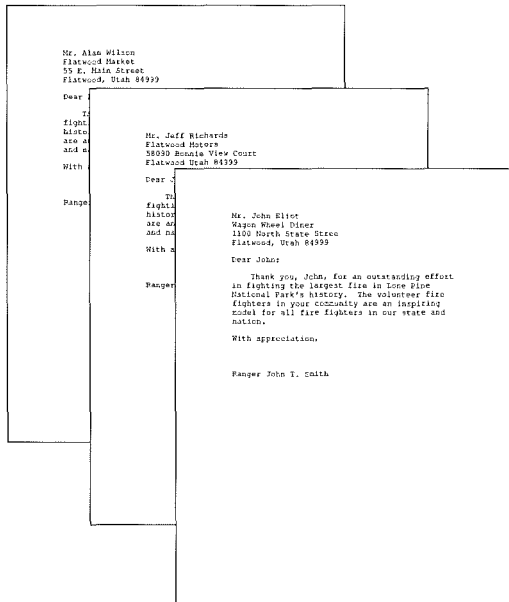 Mr. Alan Wilson
Flatwood Market
55 E. Main Street
Flatwood, Utah 84999
Dear
fight
histo
are a
and n
With
Ranger
Mr. Jeff Richards
Flatwood Motors
58090 Bonnie View Court
Flatwood Utah 84999
Dear J
Th
fighti
histor
are an
and na
With a
Ranger
Mr. John Eliot
Wagon Wheel Diner
1100 North State Stree
Flatwood, Utah 84999
Dear John:
Thank you, John, for an outstanding effort
in fighting the largest fire in Lone Pine
National Park's history. The volunteer fire
fighters in your community are an inspiring
model for all fire fighters in our state and
nation.
With appreciation,
Ranger John T. Smith